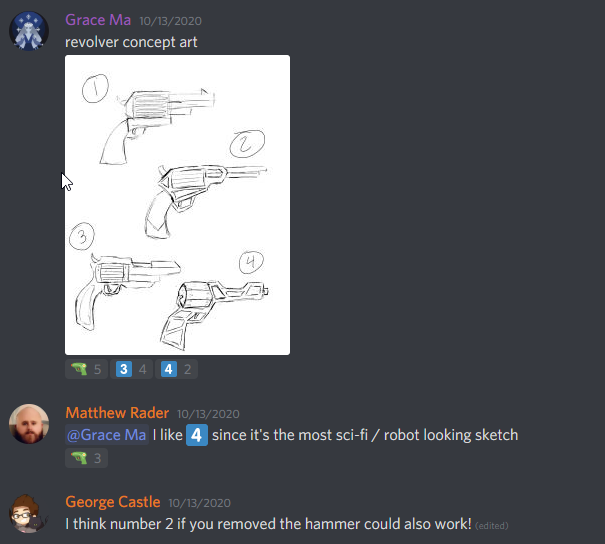 Grace Ma 10/13/2020
revolver concept art
1
2
3
4
5 3 4 4 2
Matthew Rader 10/13/2020
@Grace Ma I like 4 since it's the most sci-fi / robot looking sketch
3
George Castle 10/13/2020
I think number 2 if you removed the hammer could also work! (edited)